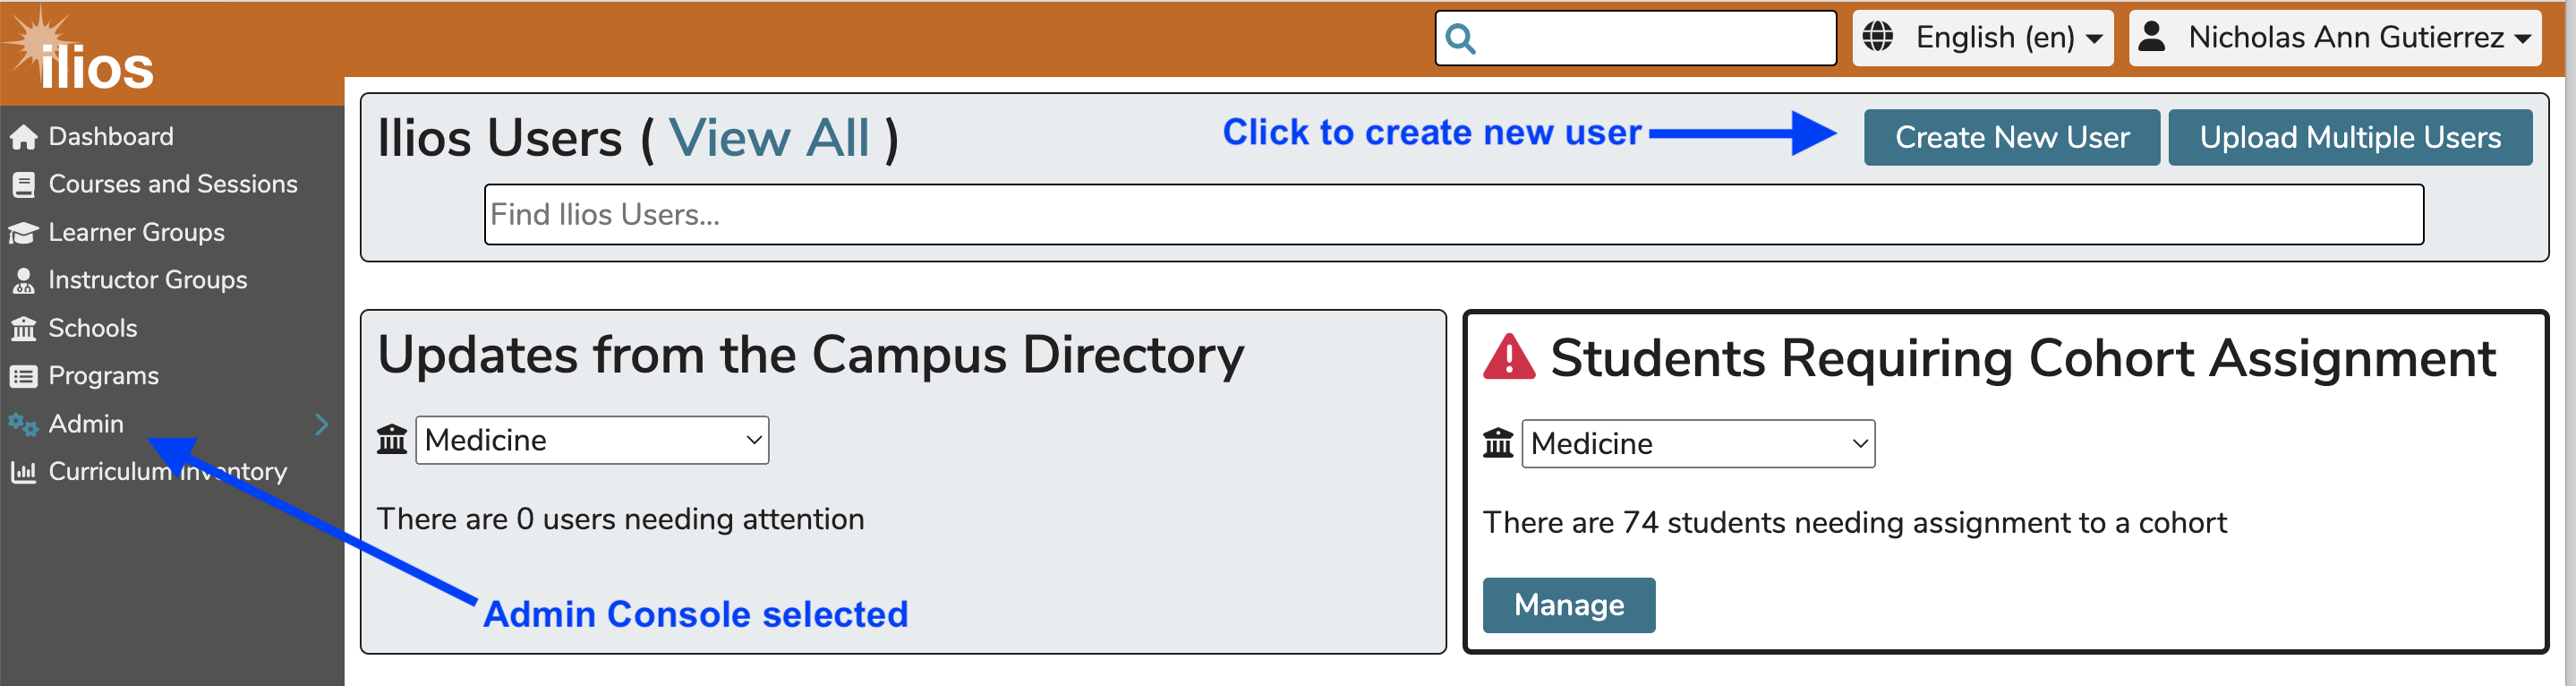 ilios
English (en)
Nicholas Ann Gutierrez
Dashboard
Courses and Sessions
Learner Groups
Instructor Groups
Schools
Programs
Admin
Curriculum Inventory
Ilios Users ( View All )
Click to create new user
Create New User
Upload Multiple Users
Find Ilios Users...
Updates from the Campus Directory
Medicine
There are 0 users needing attention
Admin Console selected
Students Requiring Cohort Assignment
Medicine
There are 74 students needing assignment to a cohort
Manage